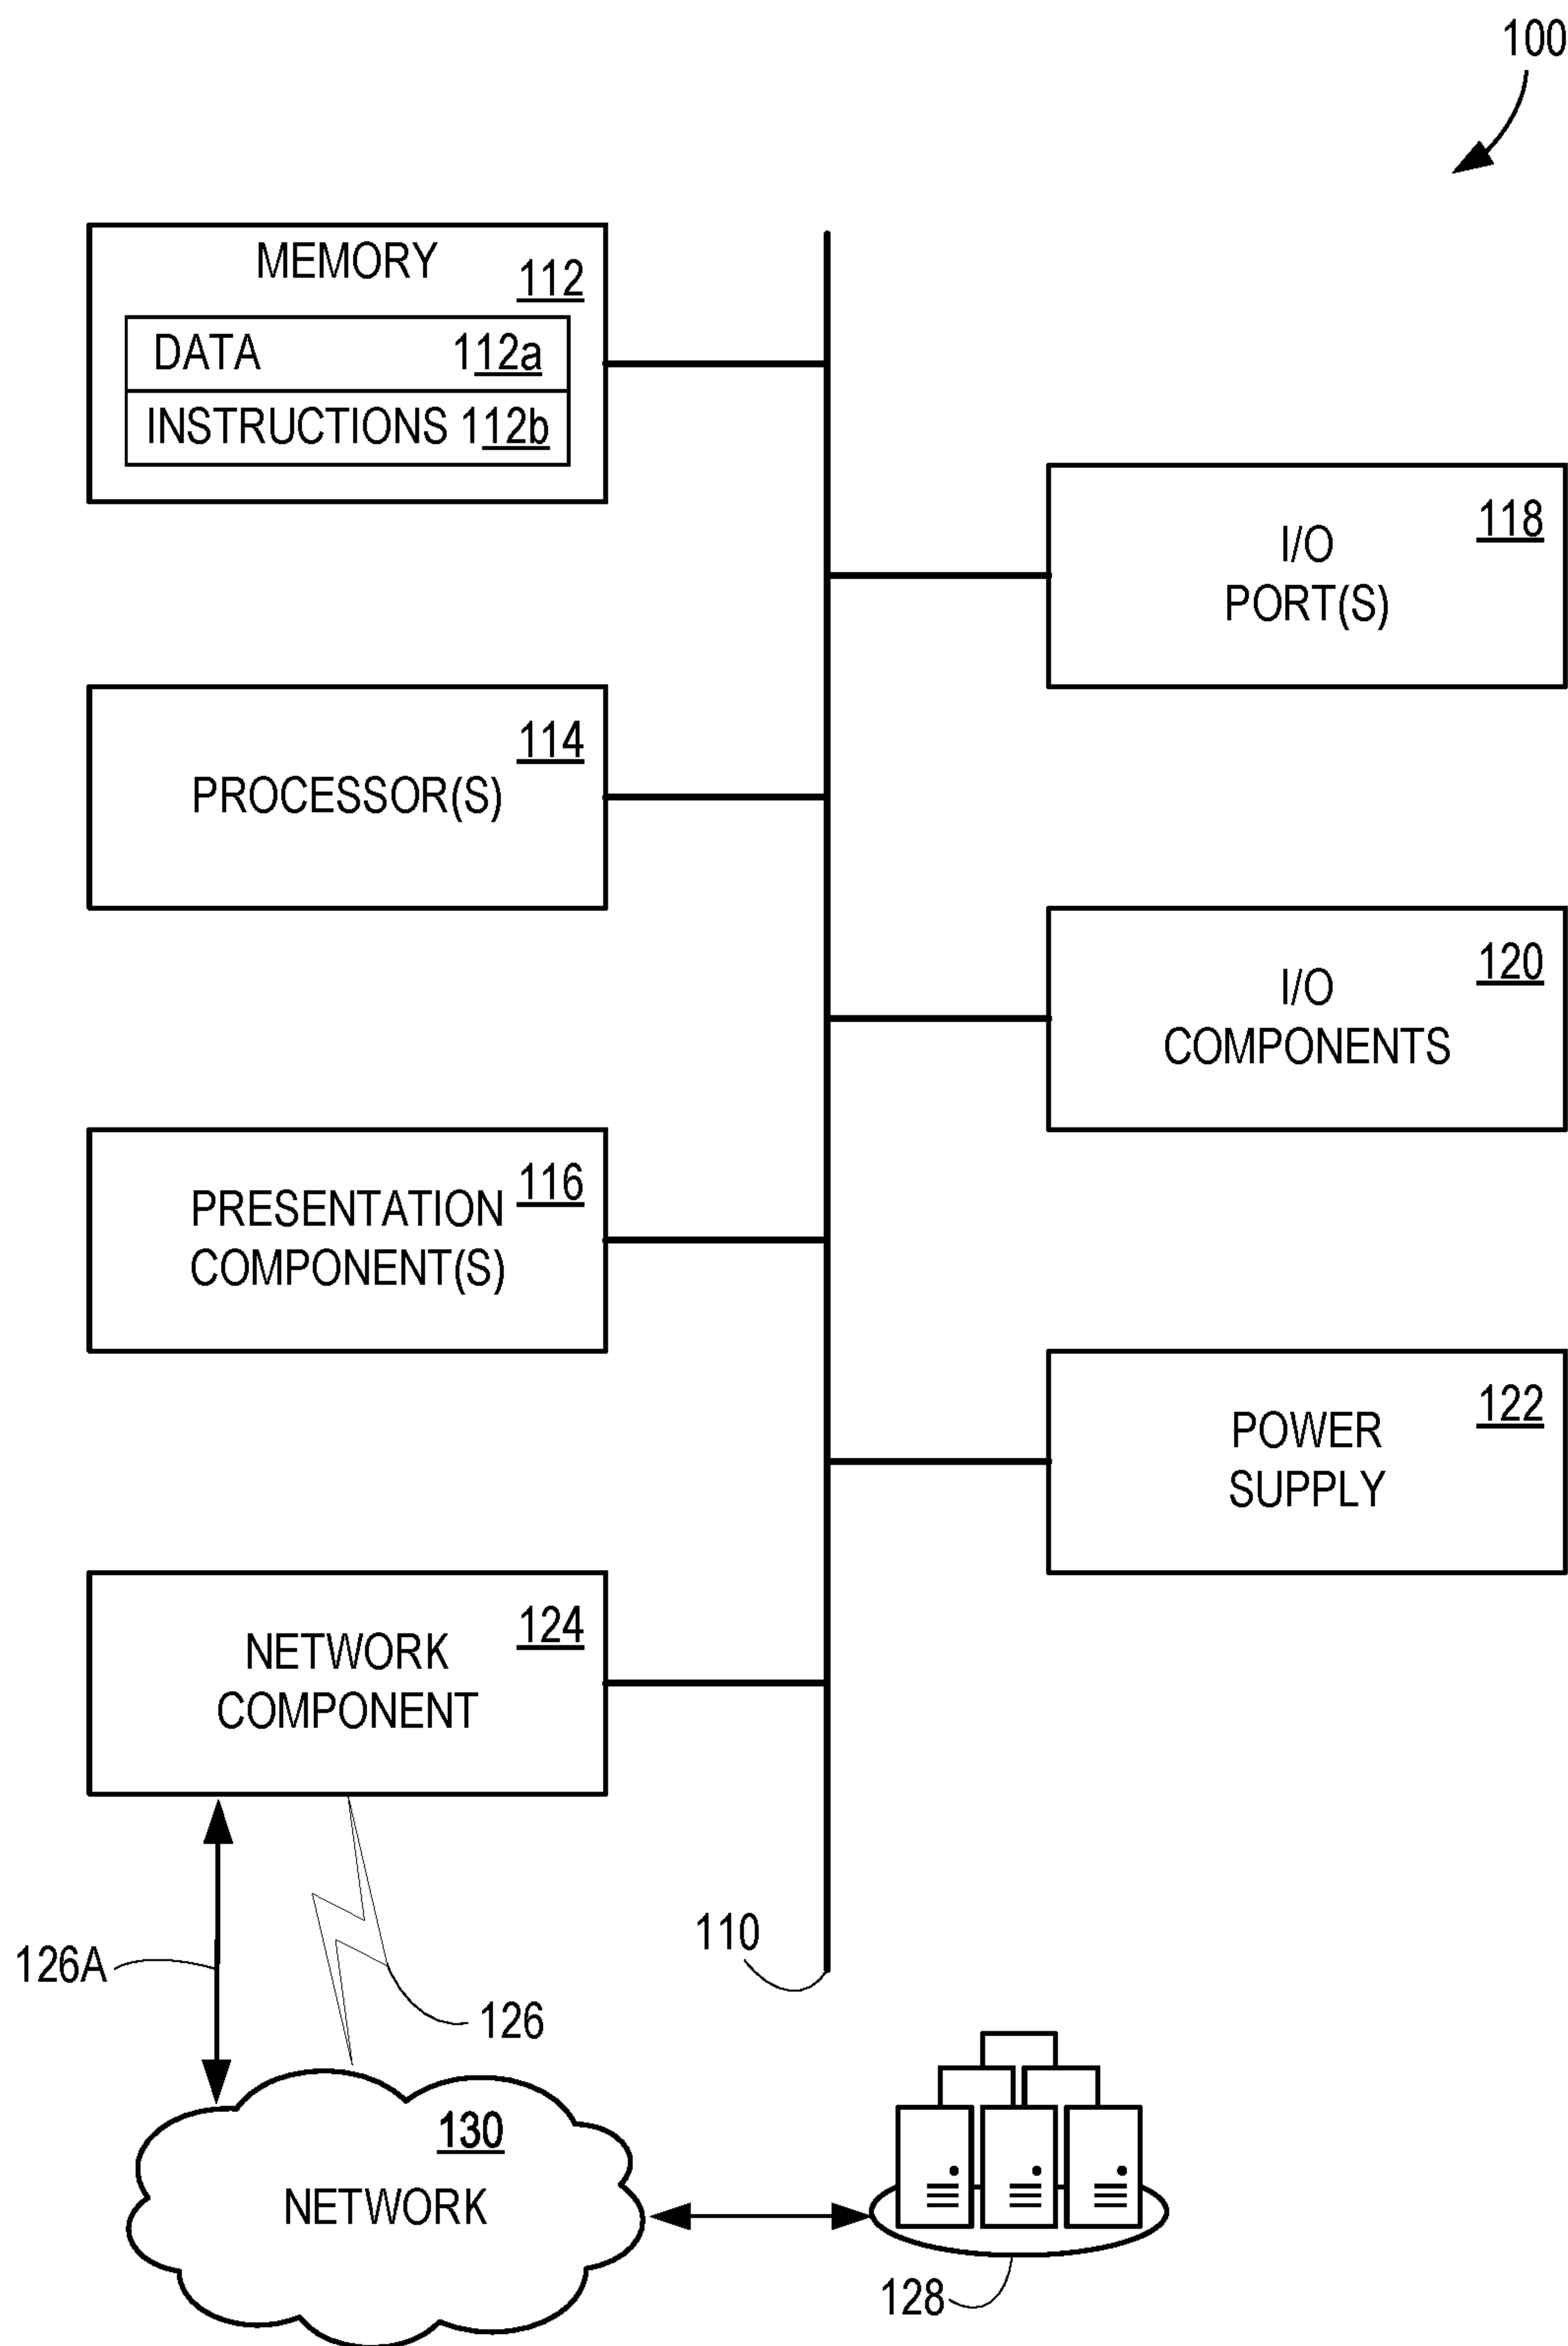 100
MEMORY
112
DATA 112a
INSTRUCTIONS 112b
118
I/O
PORT(S)
114
PROCESSOR(S)
120
I/O
COMPONENTS
116
PRESENTATION
COMPONENT(S)
122
POWER
SUPPLY
124
NETWORK
COMPONENT
110
126A
126
130
NETWORK
128